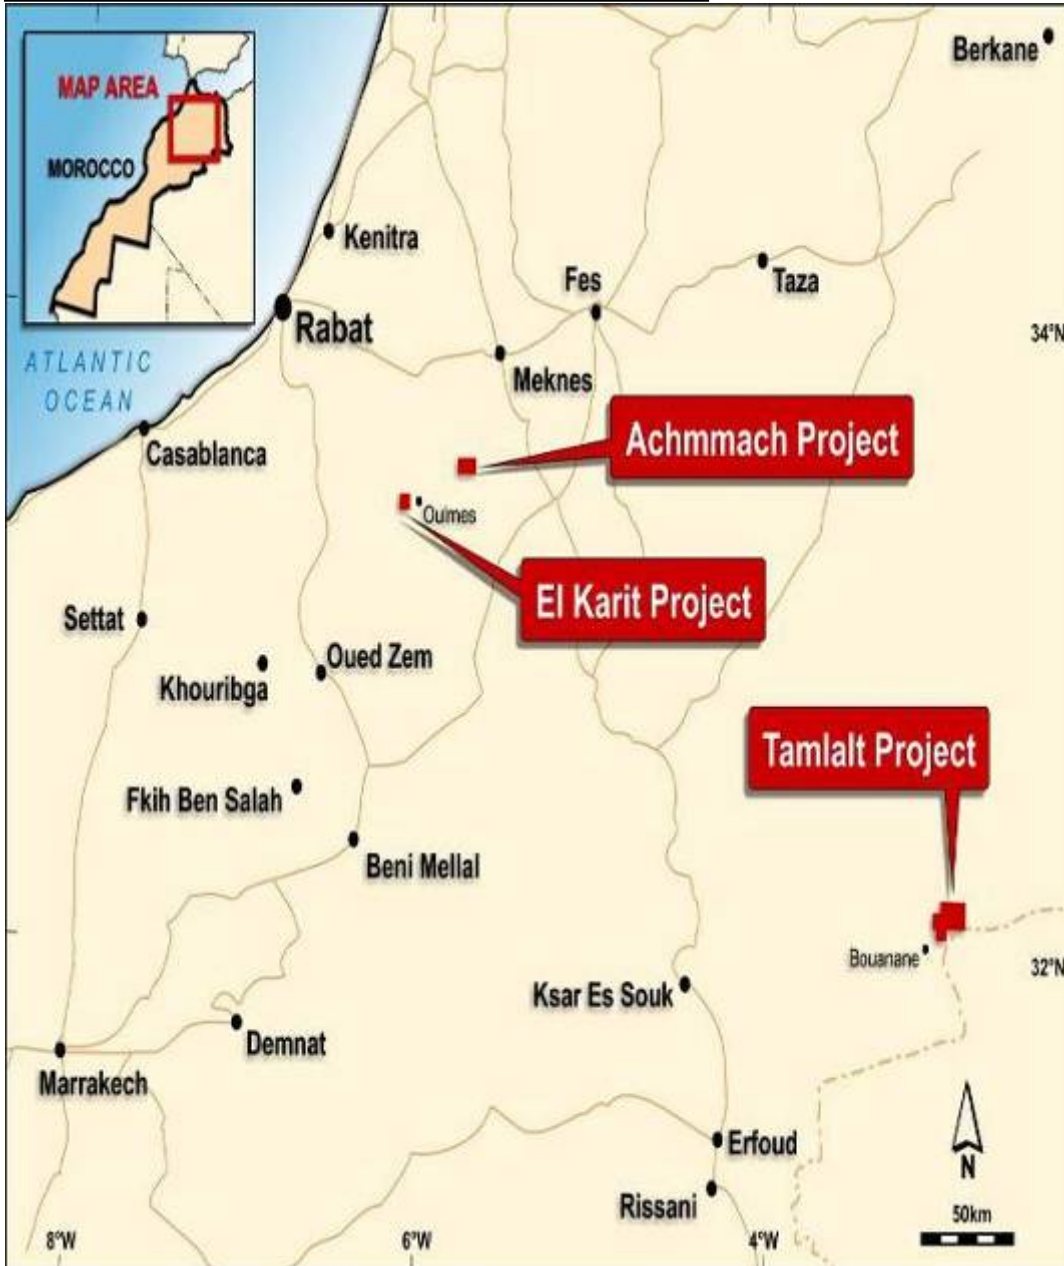 Berkane
MAP AREA
MOROCCO
Kenitra
Fes
Taza
Rabat
34°N
ATLANTIC
OCEAN
Meknes
Achmmach Project
Casablanca
Oulmes
El Karit Project
Settat
Oued Zem
Khouribga
Tamlalt Project
Fkih Ben Salah
Beni Mellal
Bouanane
32°N
Ksar Es Souk
Demnat
Marrakech
Erfoud
N
Rissani
50km
8°W
6°W
4°W